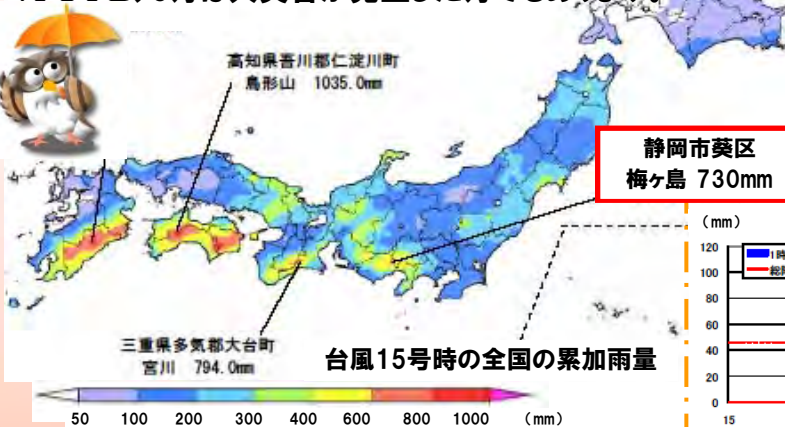 高知県吾川郡仁淀川町
鳥形山 1035.0mm
静岡市葵区
梅ヶ島 730mm
(mm)
120
100
80
60
40
20
0
15
三重県多気郡大台町
宮川 794.0mm
台風15号時の全国の累加雨量
50 100 200 300 400 600 800 1000 (mm)